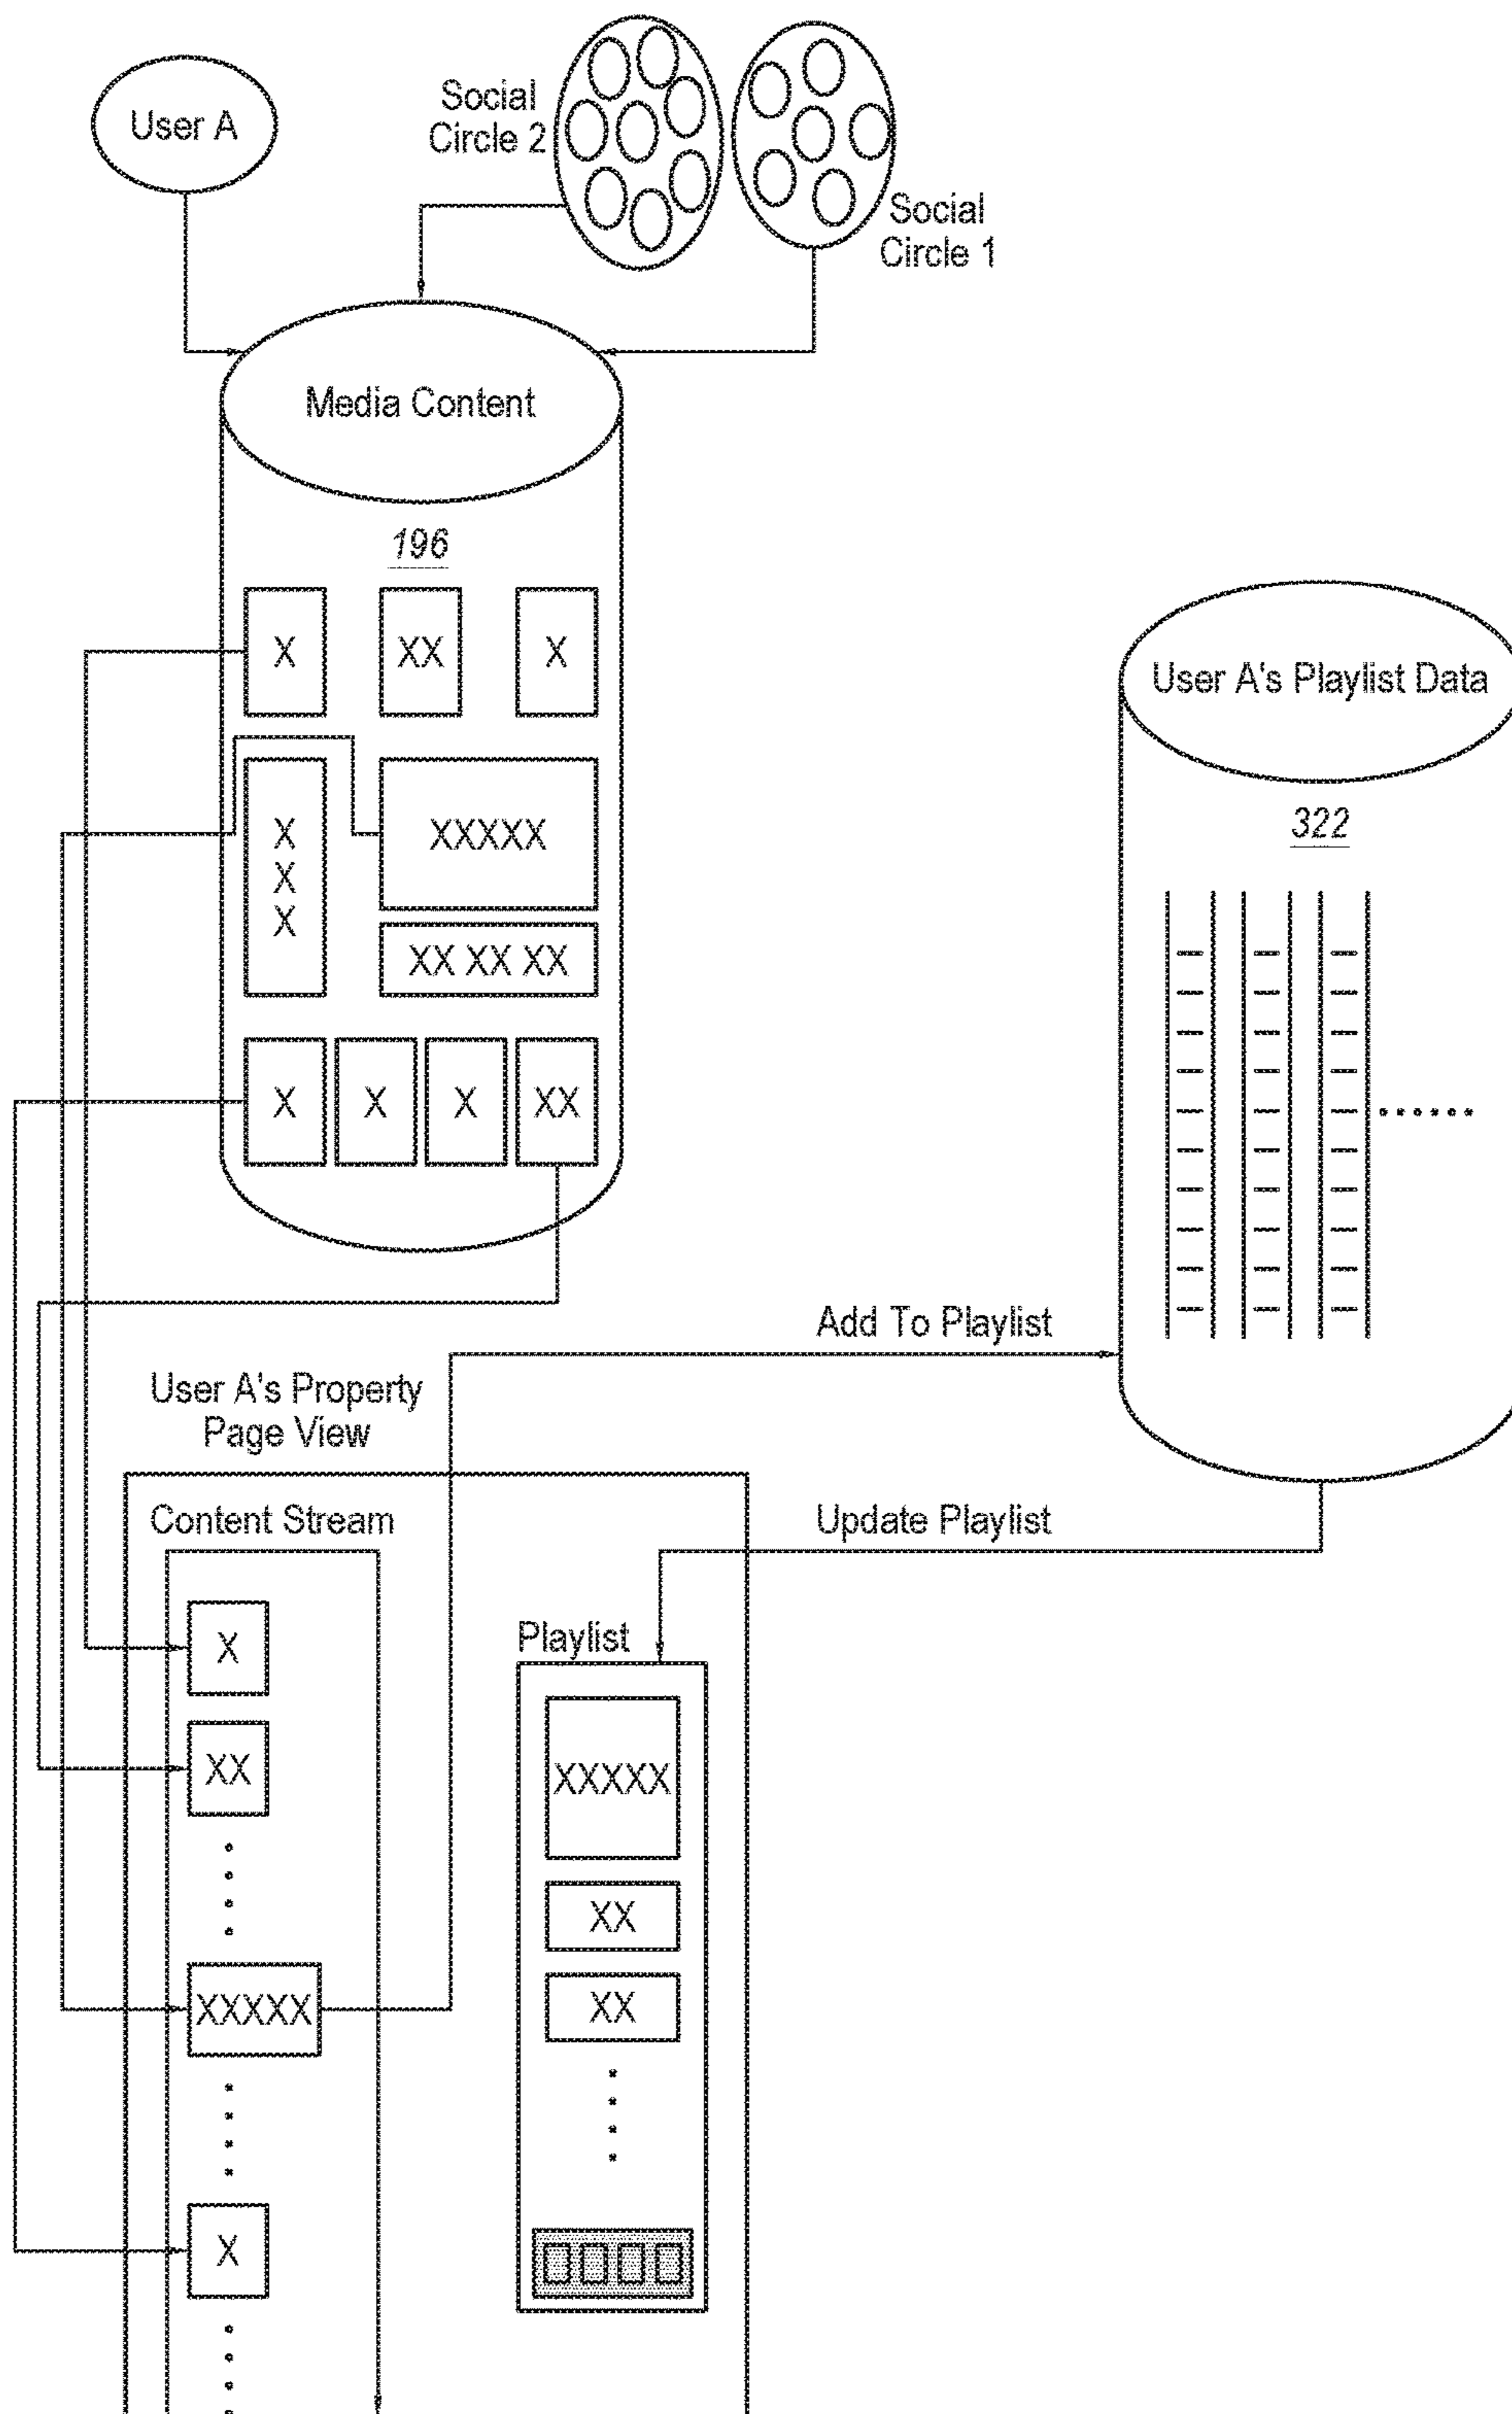 User A
Social
Circle 2
Social
Circle 1
Media Content
196
X
XX
X
X
X
X
XXXXX
XX XX XX
X
X
X
XX
User A's Playlist Data
322
Add To Playlist
User A's Property
Page View
Content Stream
Update Playlist
X
XX
XXXXX
X
Playlist
XXXXX
XX
XX